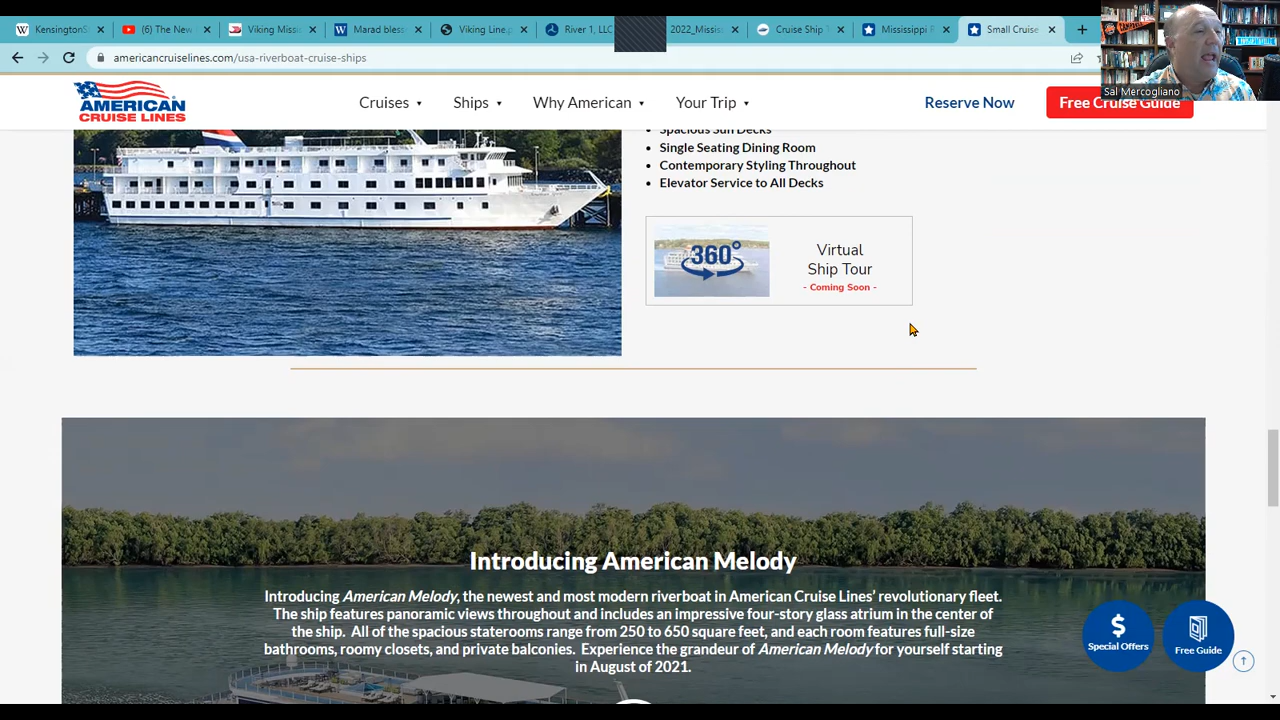 KensingtonS
(6) The New
Viking Missi
Marad bless
Viking Line.p
River 1, LLC
2022_Missis
Cruise Ship
Mississippi
Small Cruise
americancruiselines.com/usa-riverboat-cruise-ships
Sal Mercogliano
AMERICAN
CRUISE LINES
Cruises
Ships
Why American
Your Trip
Reserve Now
Free Cruise Guide
Spacious Sun Decks
Single Seating Dining Room
Contemporary Styling Throughout
Elevator Service to All Decks
360°
Virtual
Ship Tour
- Coming Soon -
Introducing American Melody
Introducing American Melody, the newest and most modern riverboat in American Cruise Lines' revolutionary fleet.
The ship features panoramic views throughout and includes an impressive four-story glass atrium in the center of
the ship. All of the spacious staterooms range from 250 to 650 square feet, and each room features full-size
bathrooms, roomy closets, and private balconies. Experience the grandeur of American Melody for yourself starting
in August of 2021.
$
Special Offers
Free Guide